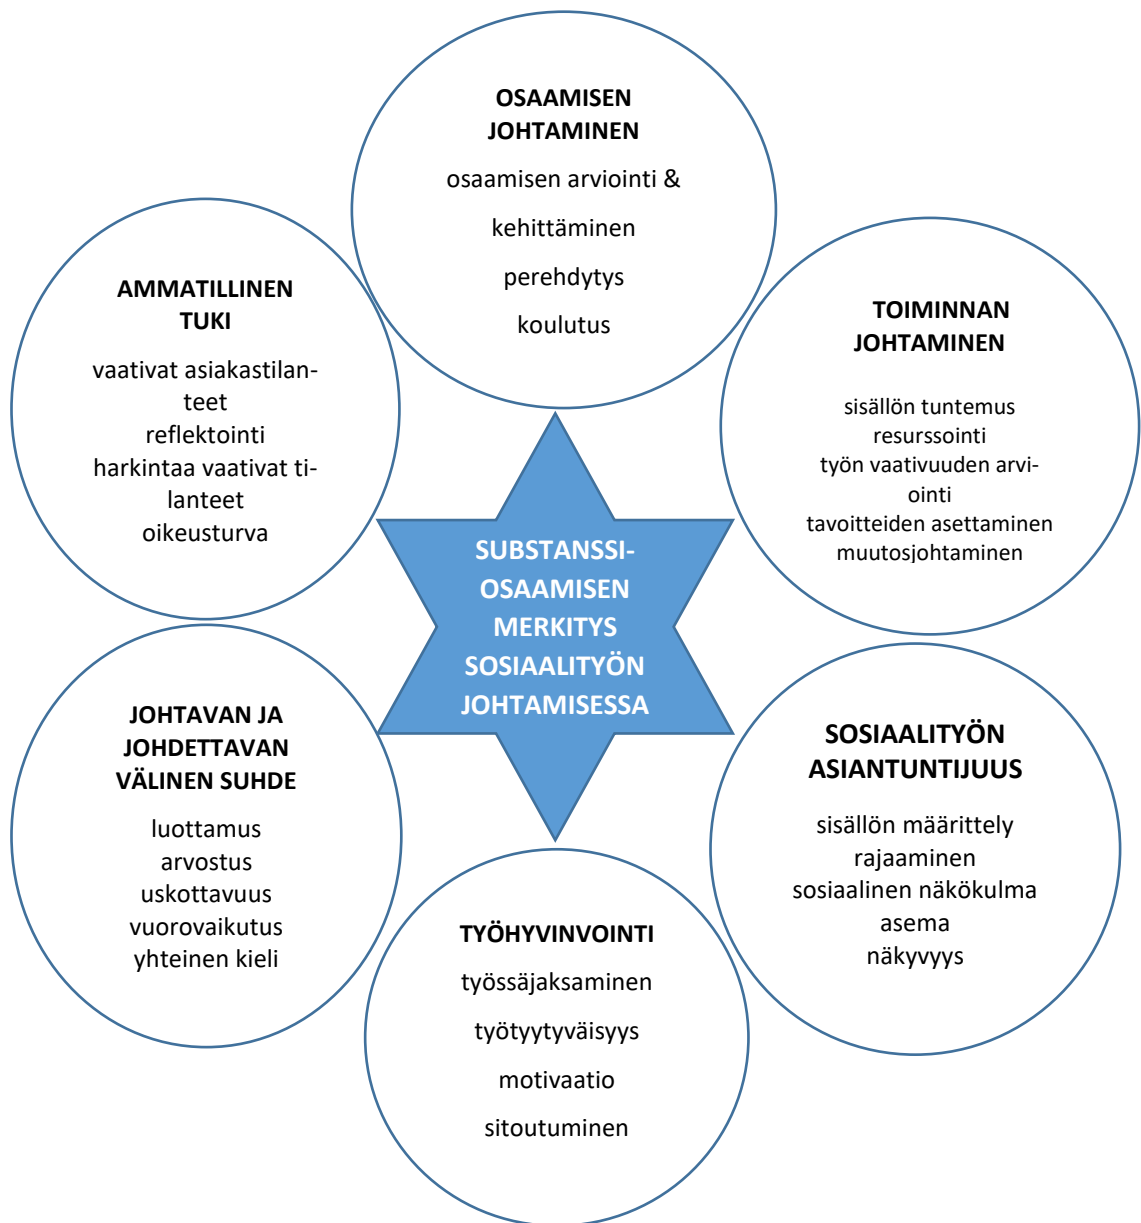 OSAAMISEN
JOHTAMINEN
osaamisen arviointi &
kehittäminen
perehdytys
koulutus
AMMATILLINEN
TUKI
vaativat asiakastilan-
teet
reflektointi
harkintaa vaativat ti-
lanteet
oikeusturva
TOIMINNAN
JOHTAMINEN
sisällön tuntemus
resurssointi
työn vaativuuden arvi-
ointi
tavoitteiden asettaminen
muutosjohtaminen
SUBSTANSSI-
OSAAMISEN
MERKITYS
SOSIAALITYÖN
JOHTAMISESSA
JOHTAVAN JA
JOHDETTAVAN
VÄLINEN SUHDE
luottamus
arvostus
uskottavuus
vuorovaikutus
yhteinen kieli
SOSIAALITYÖN
ASIANTUNTIJUUS
sisällön määrittely
rajaaminen
sosiaalinen näkökulma
asema
näkyvyys
TYÖHYVINVOINTI
työssäjaksaminen
työtyytyväisyys
motivaatio
sitoutuminen